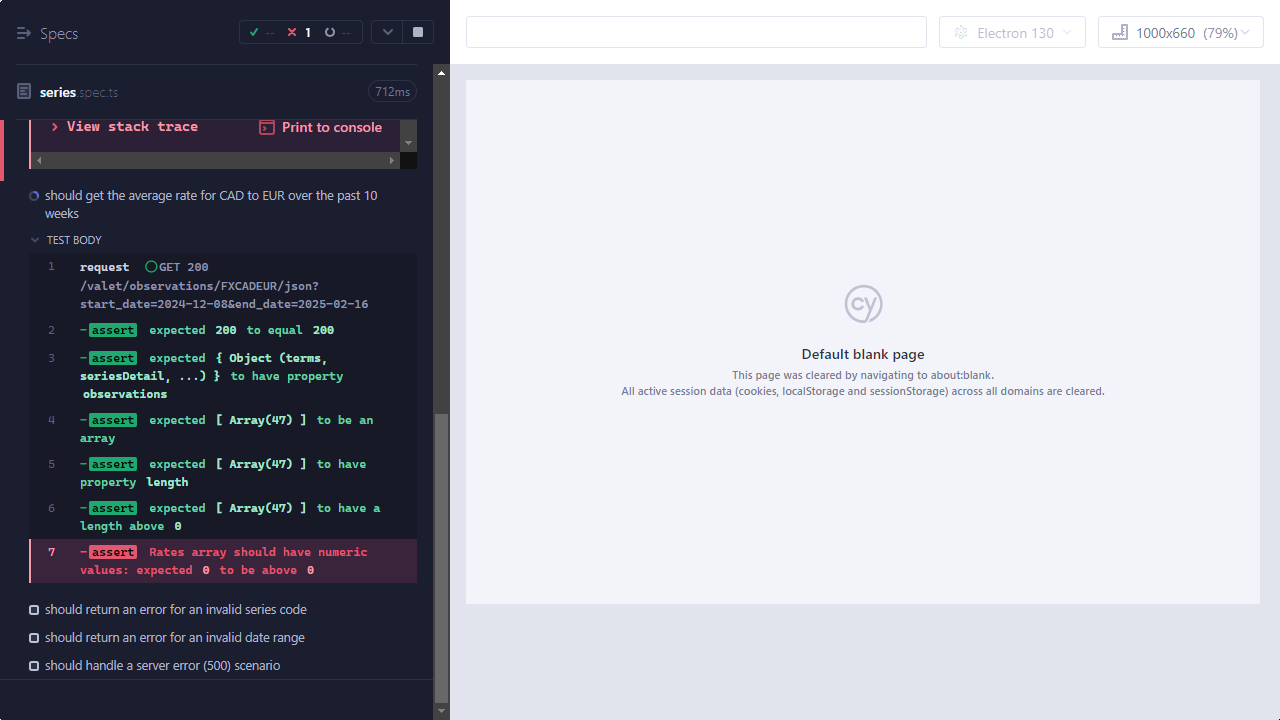 Specs
-- 1 --
Electron 130
1000x660 (79%)
series.spec.ts
712ms
View stack trace
Print to console
should get the average rate for CAD to EUR over the past 10
weeks
TEST BODY
1 request GET 200
/valet/observations/FXCADEUR/json?
start_date=2024-12-08&end_date=2025-02-16
2 -assert expected 200 to equal 200
3 -assert expected { Object (terms,
seriesDetail, ...) } to have property
observations
4 -assert expected [ Array(47) ] to be an
array
5 -assert expected [ Array(47) ] to have
property length
6 -assert expected [ Array(47) ] to have a
length above 0
7 -assert Rates array should have numeric
values: expected 0 to be above 0
should return an error for an invalid series code
should return an error for an invalid date range
should handle a server error (500) scenario
cy
Default blank page
This page was cleared by navigating to about:blank.
All active session data (cookies, localStorage and sessionStorage) across all domains are cleared.